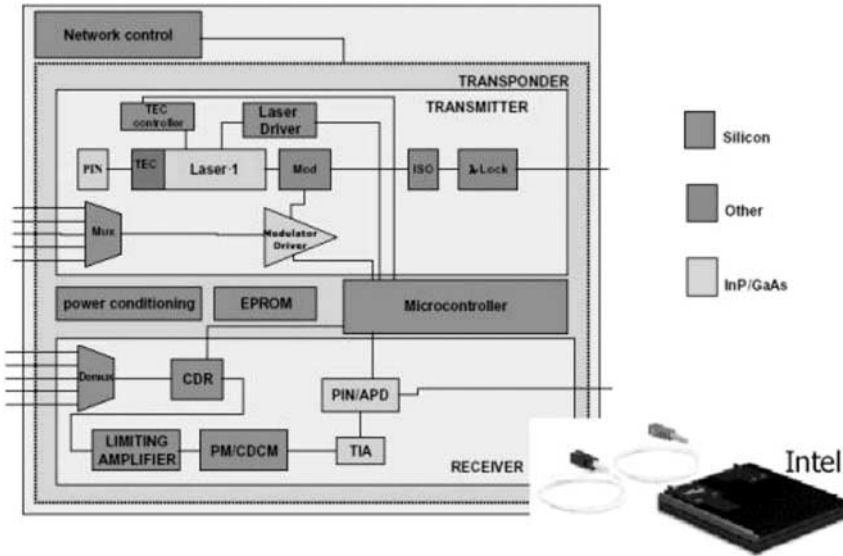 Network control
TRANSPONDER
TRANSMITTER
TEC
controller
Laser
Driver
PIN
TEC
Laser-1
Mod
ISO
λ-Lock
Mux
Modulator
Driver
power conditioning
EPROM
Microcontroller
Demux
CDR
PIN/APD
LIMITING
AMPLIFIER
PM/CDCM
TIA
RECEIVER
Silicon
Other
InP/GaAs
Intel